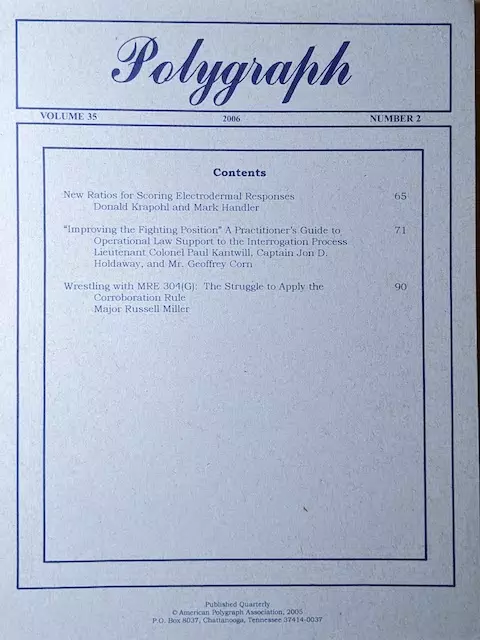 Polygraph
VOLUME 35 2006 NUMBER 2
Contents
New Ratios for Scoring Electrodermal Responses 65
Donald Krapohl and Mark Handler
"Improving the Fighting Position" A Practitioner's Guide to 71
Operational Law Support to the Interrogation Process
Lieutenant Colonel Paul Kantwill, Captain Jon D.
Holdaway, and Mr. Geoffrey Corn
Wrestling with MRE 304(G): The Struggle to Apply the 90
Corroboration Rule
Major Russell Miller
Published Quarterly
© American Polygraph Association, 2005
P.O. Box 8037, Chattanooga, Tennessee 37414-0037